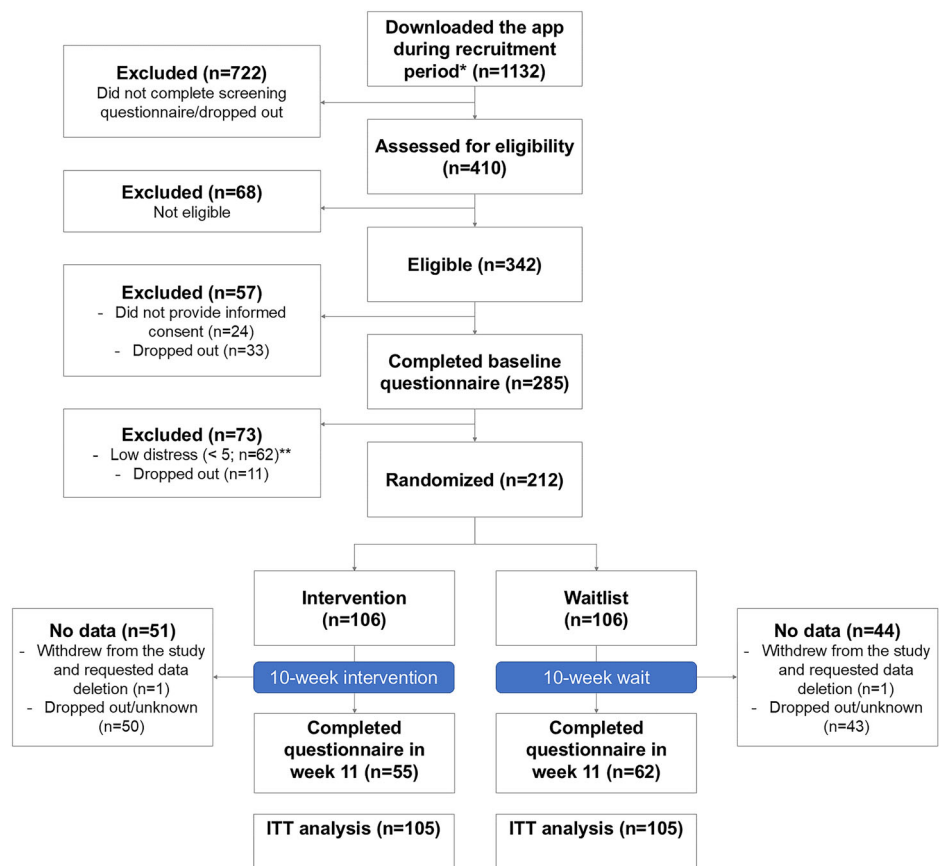 Downloaded the app
during recruitment
period* (n=1132)
Excluded (n=722)
Did not complete screening
questionnaire/dropped out
Assessed for eligibility
(n=410)
Excluded (n=68)
Not eligible
Eligible (n=342)
Excluded (n=57)
- Did not provide informed
consent (n=24)
- Dropped out (n=33)
Completed baseline
questionnaire (n=285)
Excluded (n=73)
- Low distress (< 5; n=62)**
- Dropped out (n=11)
Randomized (n=212)
Intervention
(n=106)
Waitlist
(n=106)
No data (n=51)
- Withdrew from the study
and requested data
deletion (n=1)
- Dropped out/unknown
(n=50)
10-week intervention
10-week wait
No data (n=44)
- Withdrew from the study
and requested data
deletion (n=1)
- Dropped out/unknown
(n=43)
Completed
questionnaire in
week 11 (n=55)
Completed
questionnaire in
week 11 (n=62)
ITT analysis (n=105)
ITT analysis (n=105)